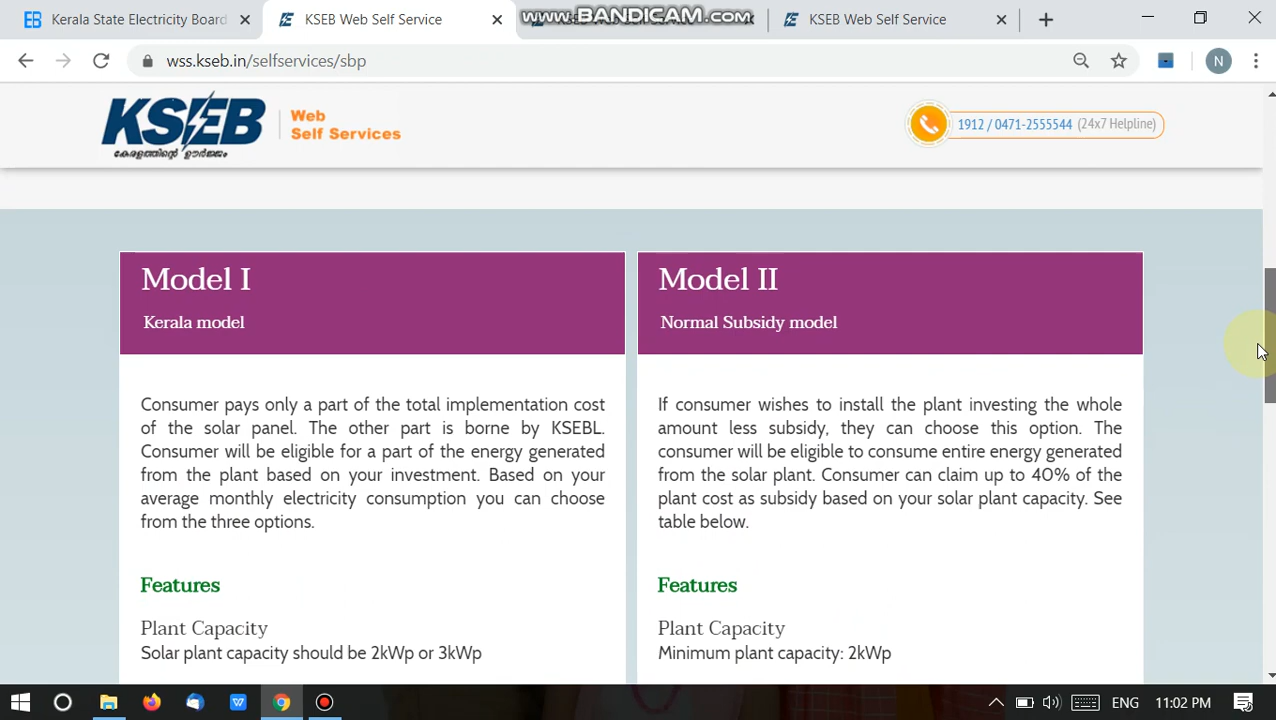 Kerala State Electricity Board
KSEB Web Self Service
www.BANDICAM.com
KSEB Web Self Service
wss.kseb.in/selfservices/sbp
N
KSEB
കേരളത്തിന്റെ ഊർജ്ജം
Web
Self Services
1912 / 0471-2555544 (24x7 Helpline)
Model I
Kerala model
Consumer pays only a part of the total implementation cost
of the solar panel. The other part is borne by KSEBL.
Consumer will be eligible for a part of the energy generated
from the plant based on your investment. Based on your
average monthly electricity consumption you can choose
from the three options.
Features
Plant Capacity
Solar plant capacity should be 2kWp or 3kWp
Model II
Normal Subsidy model
If consumer wishes to install the plant investing the whole
amount less subsidy, they can choose this option. The
consumer will be eligible to consume entire energy generated
from the solar plant. Consumer can claim up to 40% of the
plant cost as subsidy based on your solar plant capacity. See
table below.
Features
Plant Capacity
Minimum plant capacity: 2kWp
ENG
11:02 PM